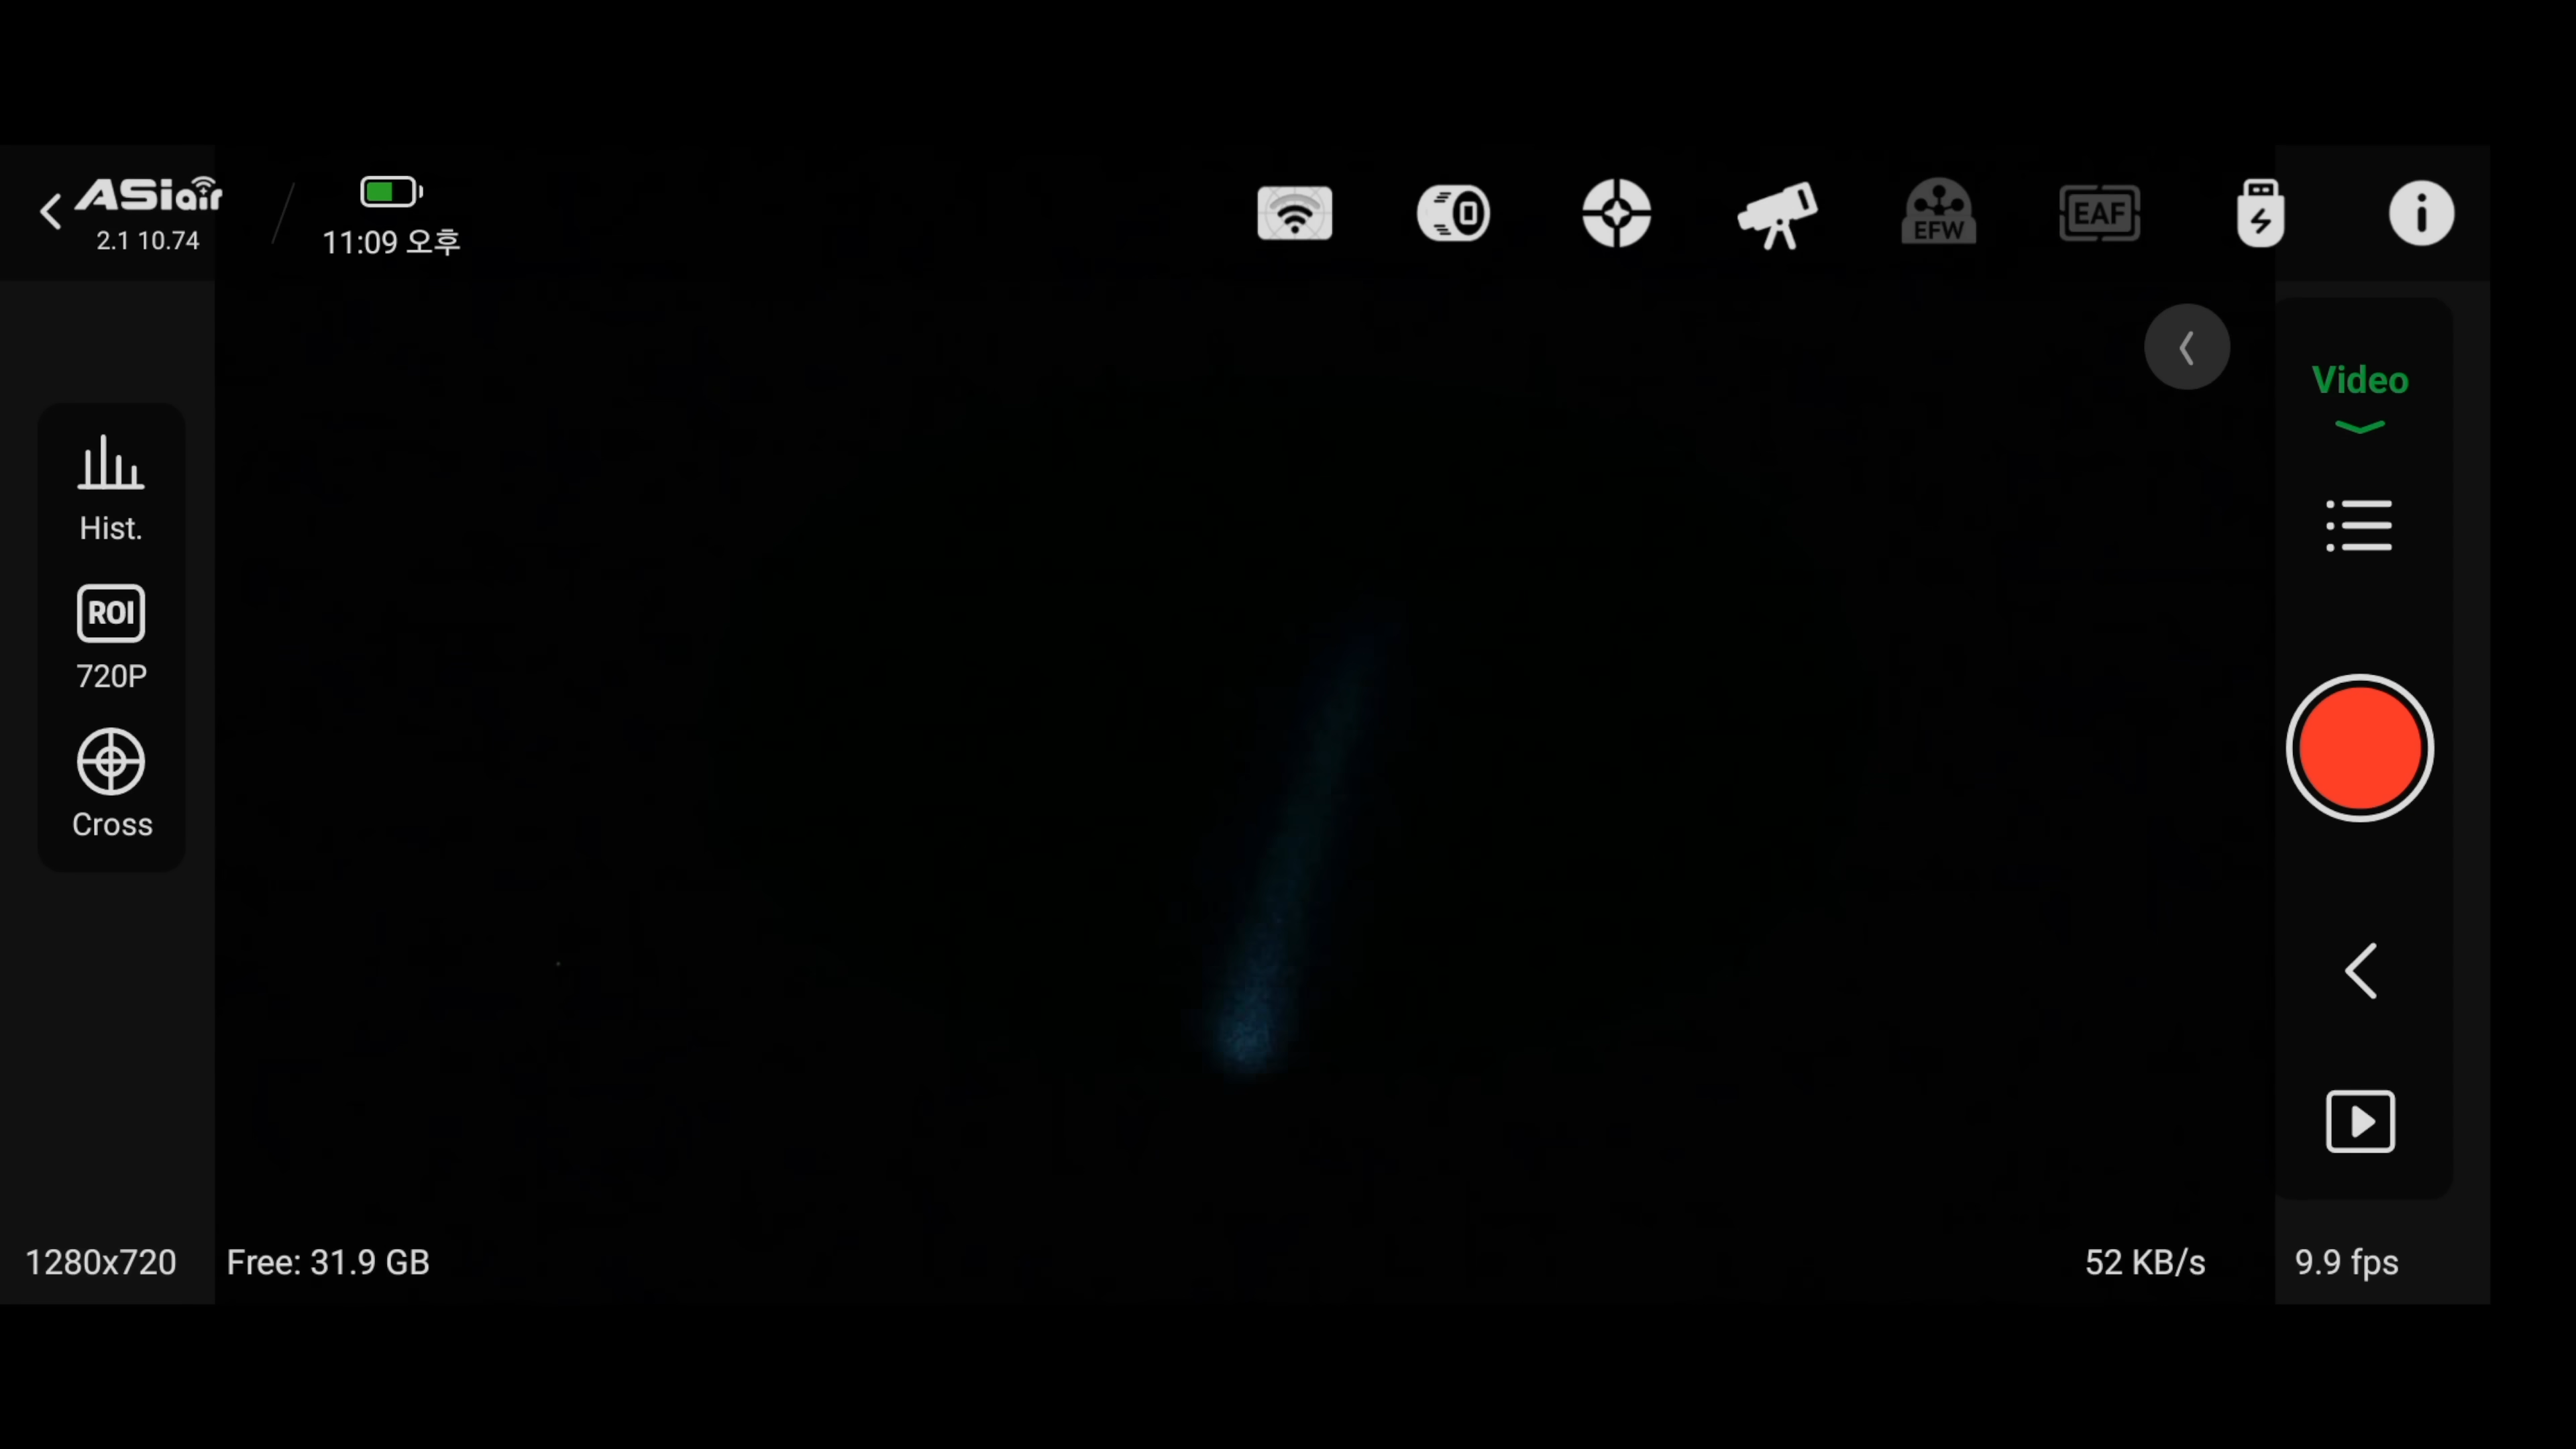 ASiair
2.1 10.74
11:09 오후
EFW
EAF
Video
Hist.
ROI
720P
Cross
1280x720
Free: 31.9 GB
52 KB/s
9.9 fps